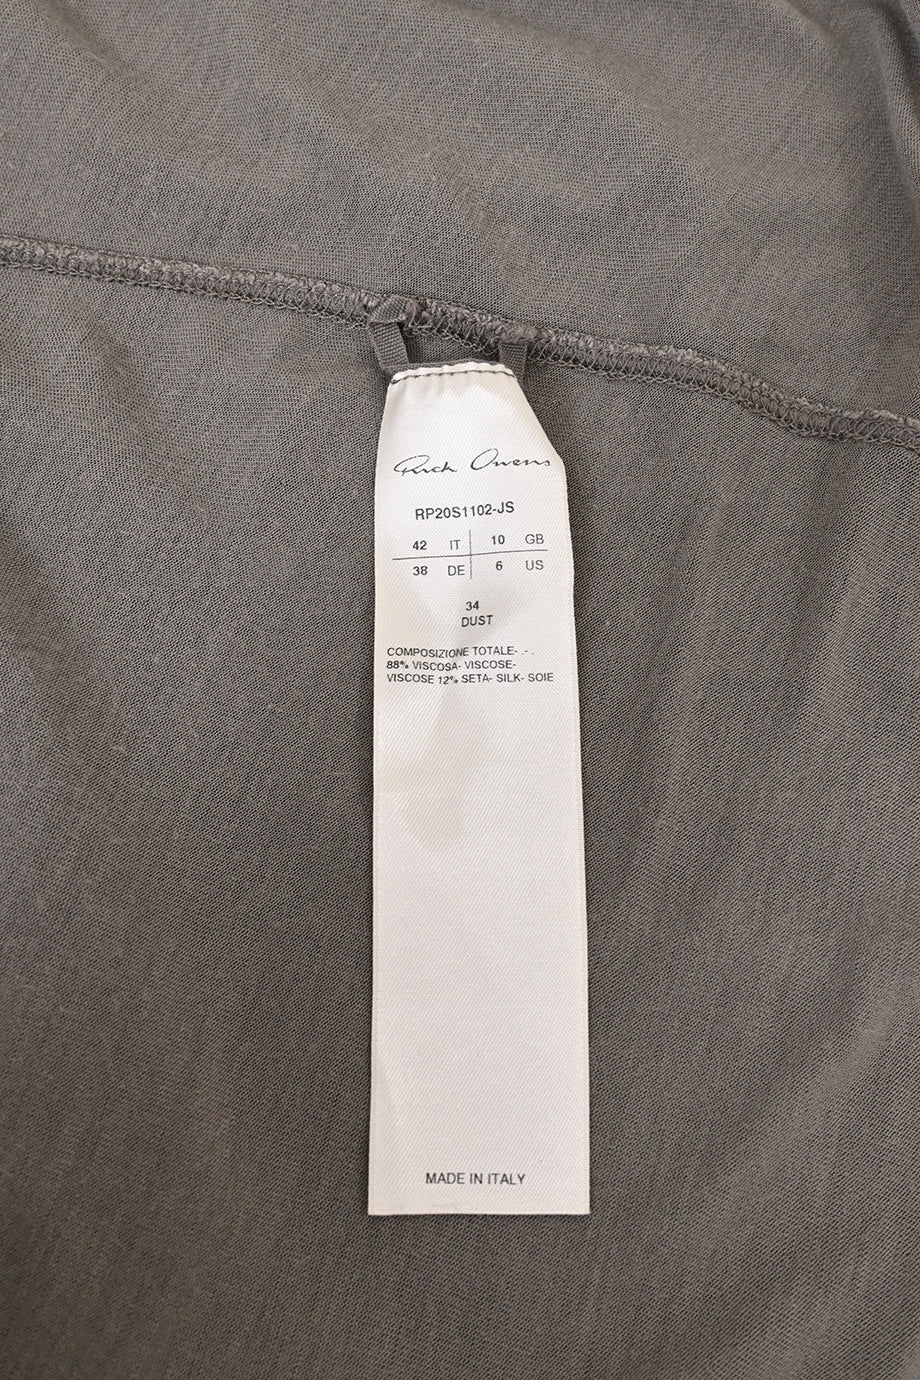 Rick Owens
RP20S1102-JS
42 IT 10 GB
38 DE 6 US
34
DUST
COMPOSIZIONE TOTALE- .- .
88% VISCOSA- VISCOSE-
VISCOSE 12% SETA- SILK- SOIE
MADE IN ITALY